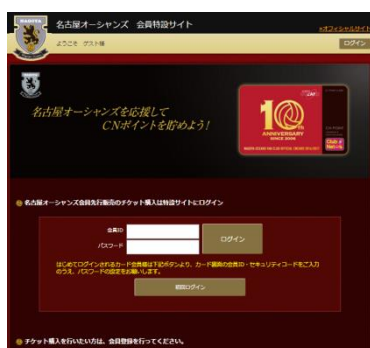 名古屋オーシャンズ 会員特設サイト
»オフィシャルサイト
ようこそ ゲスト様
ログイン
名古屋オーシャンズを応援して
CNポイントを貯めよう!
10th
ANNIVERSARY
SINCE 2006
Club
Neco
名古屋オーシャンズ会員先行販売のチケット購入は特設サイトにログイン
会員ID
パスワード
ログイン
はじめてログインされるカード会員様は下記ボタンより、カード裏面の会員ID・セキュリティコードをご入力
のうえ、パスワードの設定をお願いします。
初回ログイン
チケット購入を行いたい方は、会員登録を行ってください。